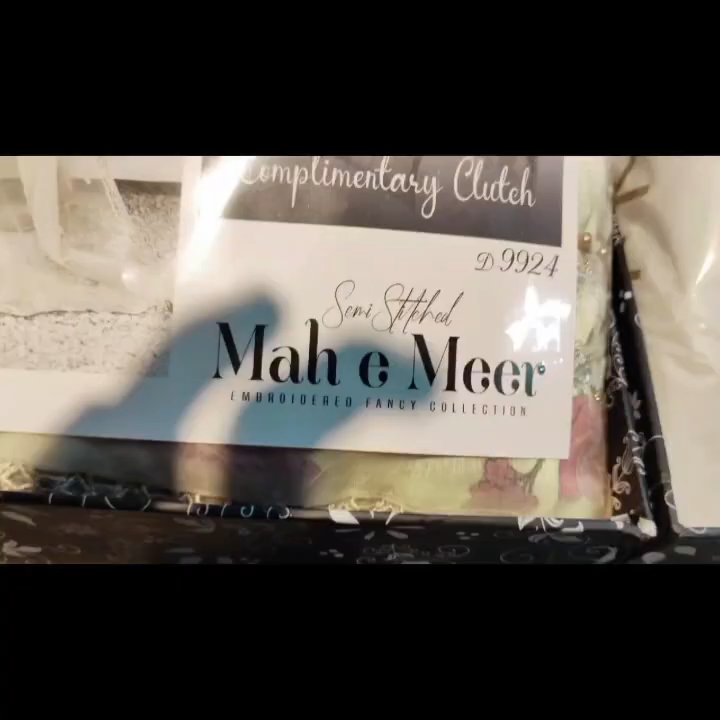 Complimentary Clutch
D 9924
Semi Stitched
Mah e Meer
EMBROIDERED FANCY COLLECTION